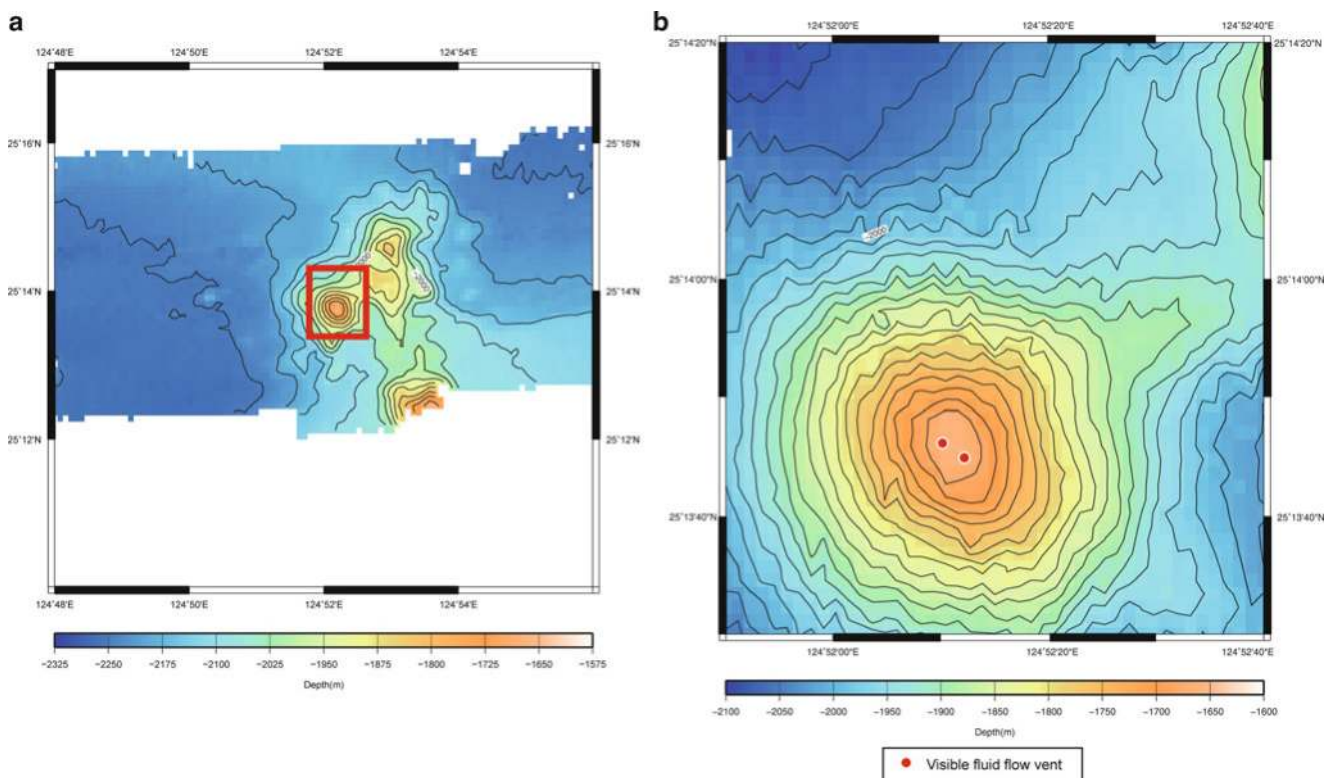 a
124˚48'E 124˚50'E 124˚52'E 124˚54'E
25˚16'N 25˚16'N
-2000
-2000
25˚14'N 25˚14'N
25˚12'N 25˚12'N
124˚48'E 124˚50'E 124˚52'E 124˚54'E
−2325 −2250 −2175 −2100 −2025 −1950 −1875 −1800 −1725 −1650 −1575
Depth(m)
b
124˚52'00"E 124˚52'20"E 124˚52'40"E
25˚14'20"N 25˚14'20"N
-2000
25˚14'00"N 25˚14'00"N
25˚13'40"N 25˚13'40"N
124˚52'00"E 124˚52'20"E 124˚52'40"E
−2100 −2050 −2000 −1950 −1900 −1850 −1800 −1750 −1700 −1650 −1600
Depth(m)
Visible fluid flow vent